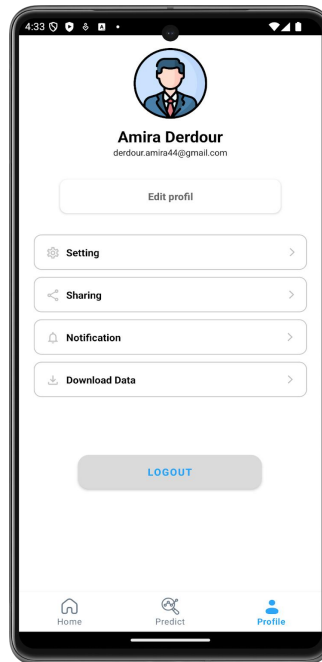 4:33
Amira Derdour
derdour.amira44@gmail.com
Edit profil
Setting
Sharing
Notification
Download Data
LOGOUT
Home
Predict
Profile